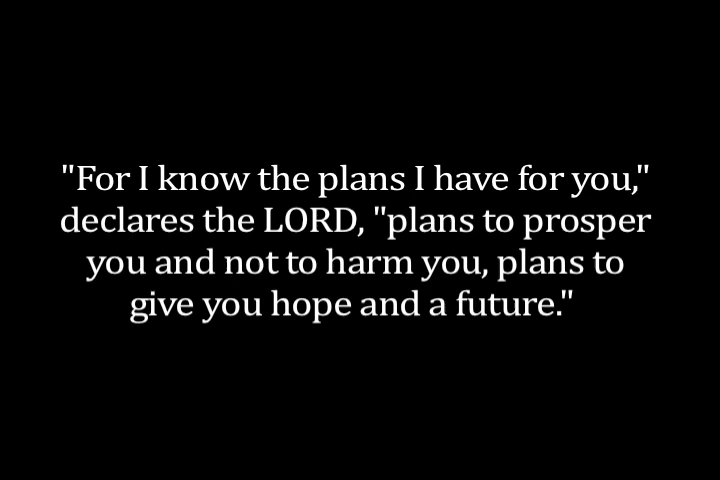 "For I know the plans I have for you,"
declares the LORD, "plans to prosper
you and not to harm you, plans to
give you hope and a future."